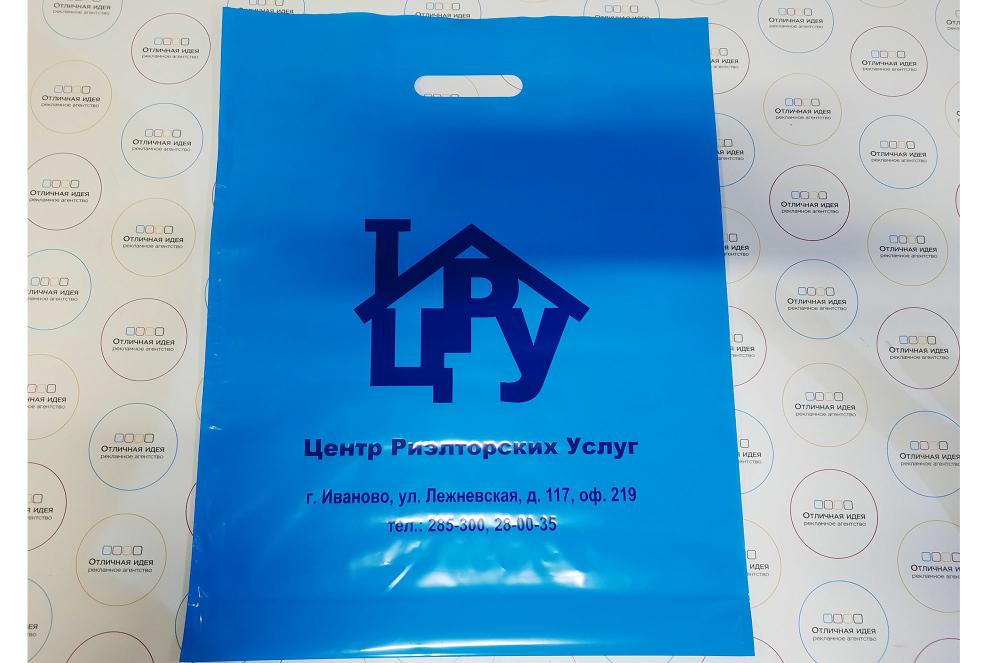 ЦРУ
Центр Риэлторских Услуг
г. Иваново, ул. Лежневская, д. 117, оф. 219
тел.: 285-300, 28-00-35
ОТЛИЧНАЯ ИДЕЯ
рекламное агентство